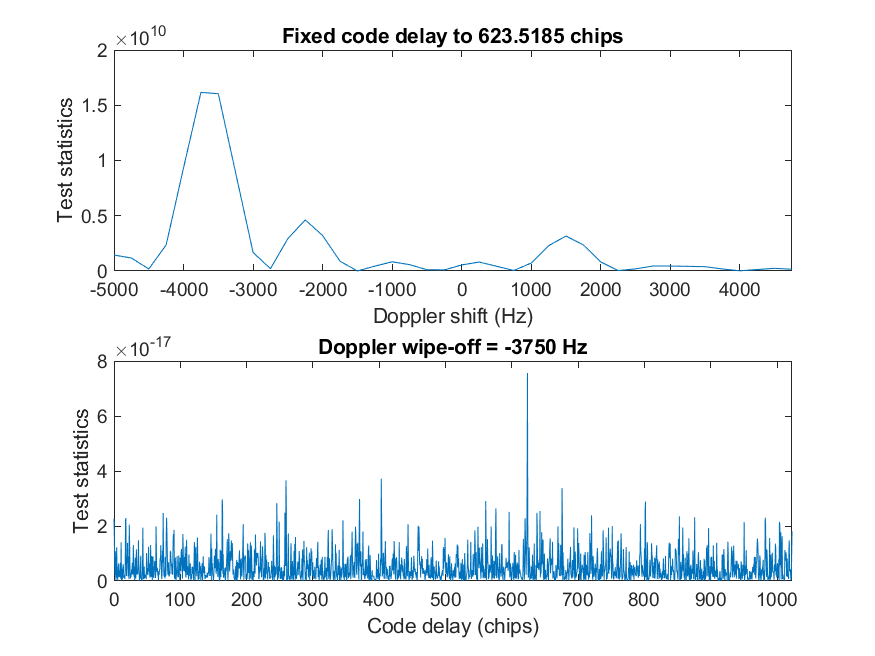 ×10^10
Fixed code delay to 623.5185 chips
2
1.5
1
0.5
0
Test statistics
-5000 -4000 -3000 -2000 -1000 0 1000 2000 3000 4000
Doppler shift (Hz)
×10^-17
Doppler wipe-off = -3750 Hz
8
6
4
2
0
Test statistics
0 100 200 300 400 500 600 700 800 900 1000
Code delay (chips)